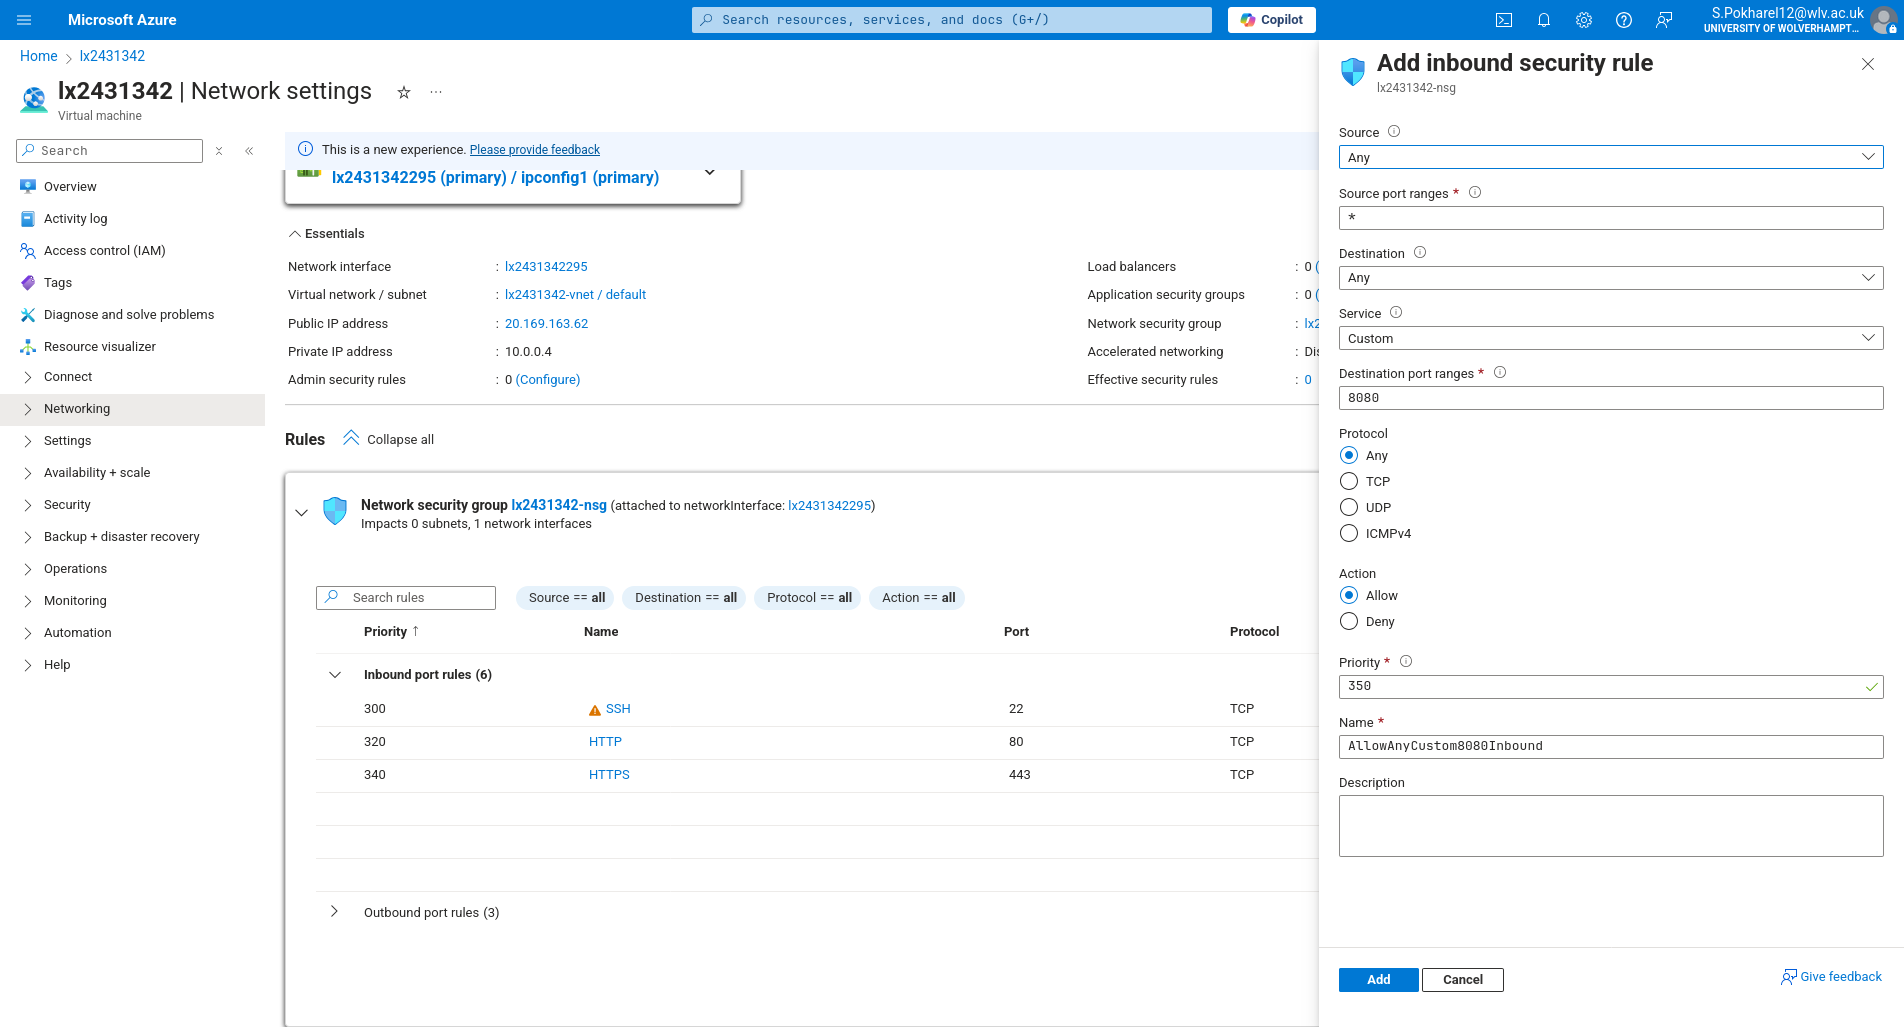 Microsoft Azure
Search resources, services, and docs (G+/)
Copilot
S.Pokharel12@wlv.ac.uk
UNIVERSITY OF WOLVERHAMPT...
Home
lx2431342
lx2431342 | Network settings
Virtual machine
Search
Overview
Activity log
Access control (IAM)
Tags
Diagnose and solve problems
Resource visualizer
Connect
Networking
Settings
Availability + scale
Security
Backup + disaster recovery
Operations
Monitoring
Automation
Help
This is a new experience. Please provide feedback
lx2431342295 (primary) / ipconfig1 (primary)
Essentials
Network interface : lx2431342295
Virtual network / subnet : lx2431342-vnet / default
Public IP address : 20.169.163.62
Private IP address : 10.0.0.4
Admin security rules : 0 (Configure)
Load balancers : 0 (
Application security groups : 0 (
Network security group : lx2
Accelerated networking : Dis
Effective security rules : 0
Rules
Collapse all
Network security group lx2431342-nsg (attached to networkInterface: lx2431342295)
Impacts 0 subnets, 1 network interfaces
Search rules
Source == all
Destination == all
Protocol == all
Action == all
Priority ↑ Name Port Protocol
Inbound port rules (6)
300 SSH 22 TCP
320 HTTP 80 TCP
340 HTTPS 443 TCP
Outbound port rules (3)
Add inbound security rule
lx2431342-nsg
Source
Any
Source port ranges *
*
Destination
Any
Service
Custom
Destination port ranges *
8080
Protocol
Any
TCP
UDP
ICMPv4
Action
Allow
Deny
Priority *
350
Name *
AllowAnyCustom8080Inbound
Description
Add
Cancel
Give feedback